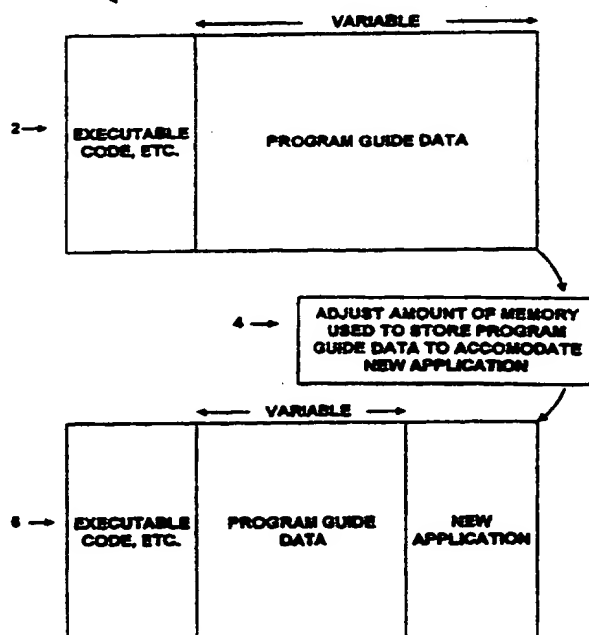 VARIABLE
2
EXECUTABLE
CODE, ETC.
PROGRAM GUIDE DATA
4
ADJUST AMOUNT OF MEMORY
USED TO STORE PROGRAM
GUIDE DATA TO ACCOMODATE
NEW APPLICATION
VARIABLE
6
EXECUTABLE
CODE, ETC.
PROGRAM GUIDE
DATA
NEW
APPLICATION